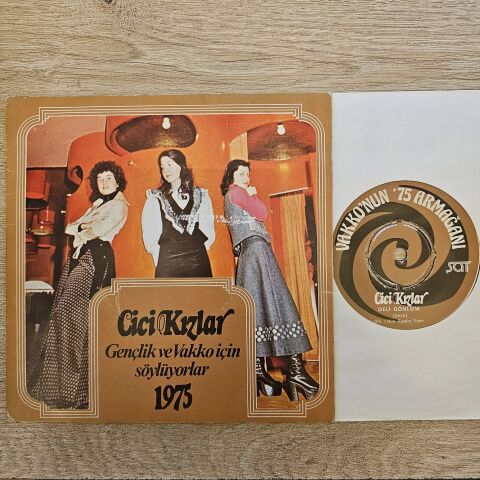 Cici Kızlar
Gençlik ve Vakko için
söylüyorlar
1975
VAKKO'NUN '75 ARMAĞANI
SAT
Cici Kızlar
DELİ GÖNLÜM